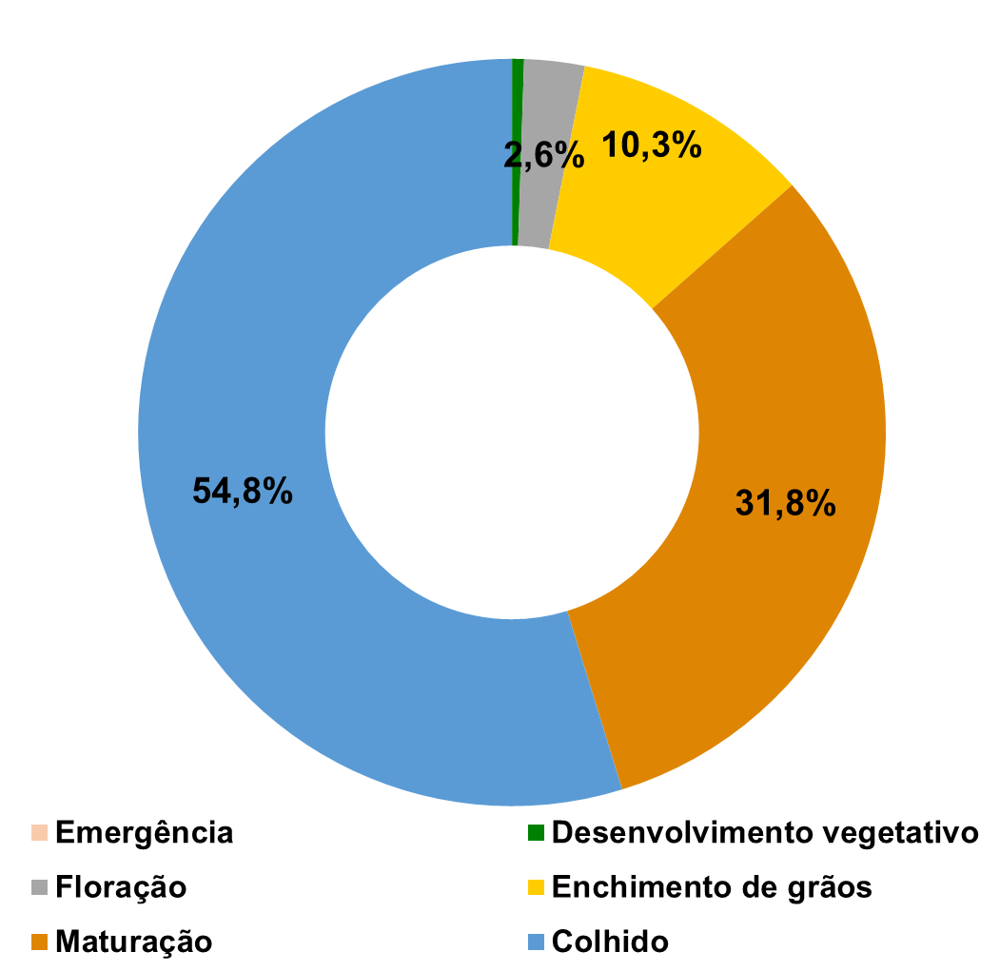 2,6%
10,3%
54,8%
31,8%
Emergência
Desenvolvimento vegetativo
Floração
Enchimento de grãos
Maturação
Colhido